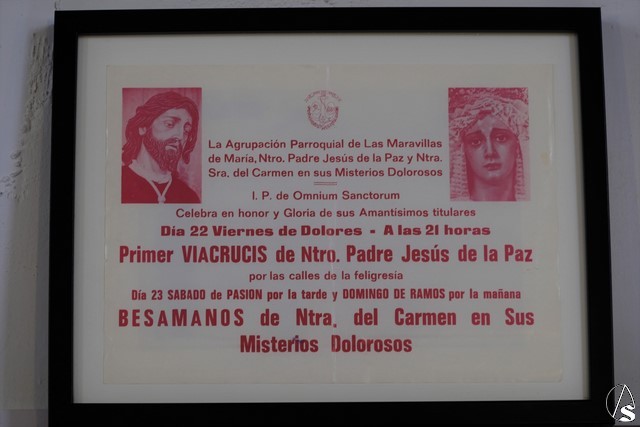 La Agrupación Parroquial de Las Maravillas
de María, Ntro. Padre Jesús de la Paz y Ntra.
Sra. del Carmen en sus Misterios Dolorosos
I. P. de Omnium Sanctorum
Celebra en honor y Gloria de sus Amantísimos titulares
Día 22 Viernes de Dolores - A las 21 horas
Primer VIACRUCIS de Ntro. Padre Jesús de la Paz
por las calles de la feligresía
Día 23 SABADO de PASION por la tarde y DOMINGO DE RAMOS por la mañana
BESAMANOS de Ntra. del Carmen en Sus
Misterios Dolorosos